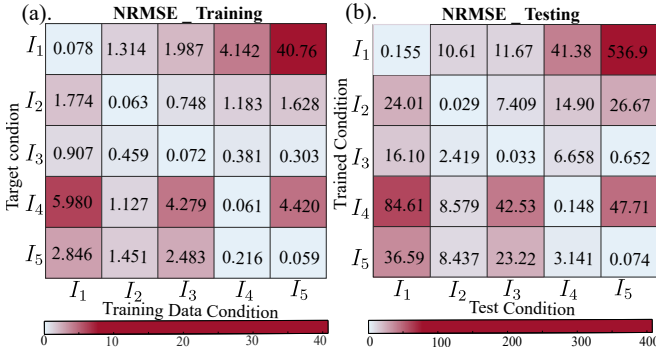 (a). NRMSE _ Training
I1 0.078 1.314 1.987 4.142 40.76
I2 1.774 0.063 0.748 1.183 1.628
I3 0.907 0.459 0.072 0.381 0.303
I4 5.980 1.127 4.279 0.061 4.420
I5 2.846 1.451 2.483 0.216 0.059
Target condion
I1 I2 I3 I4 I5
Training Data Condition
0 10 20 30 40
(b). NRMSE _ Testing
I1 0.155 10.61 11.67 41.38 536.9
I2 24.01 0.029 7.409 14.90 26.67
I3 16.10 2.419 0.033 6.658 0.652
I4 84.61 8.579 42.53 0.148 47.71
I5 36.59 8.437 23.22 3.141 0.074
Trained Condition
I1 I2 I3 I4 I5
Test Condition
0 100 200 300 400